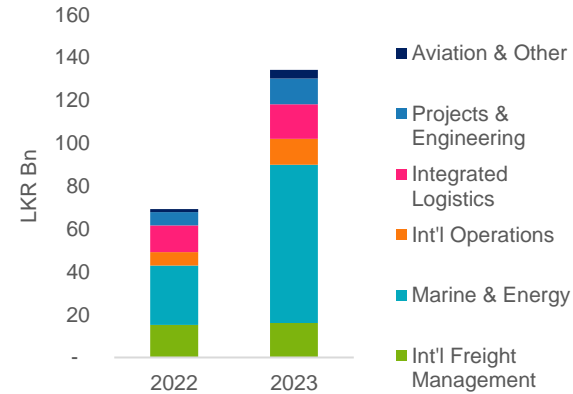 160
140
120
100
80
60
40
20
-
LKR Bn
2022
2023
Aviation & Other
Projects &
Engineering
Integrated
Logistics
Int'l Operations
Marine & Energy
Int'l Freight
Management